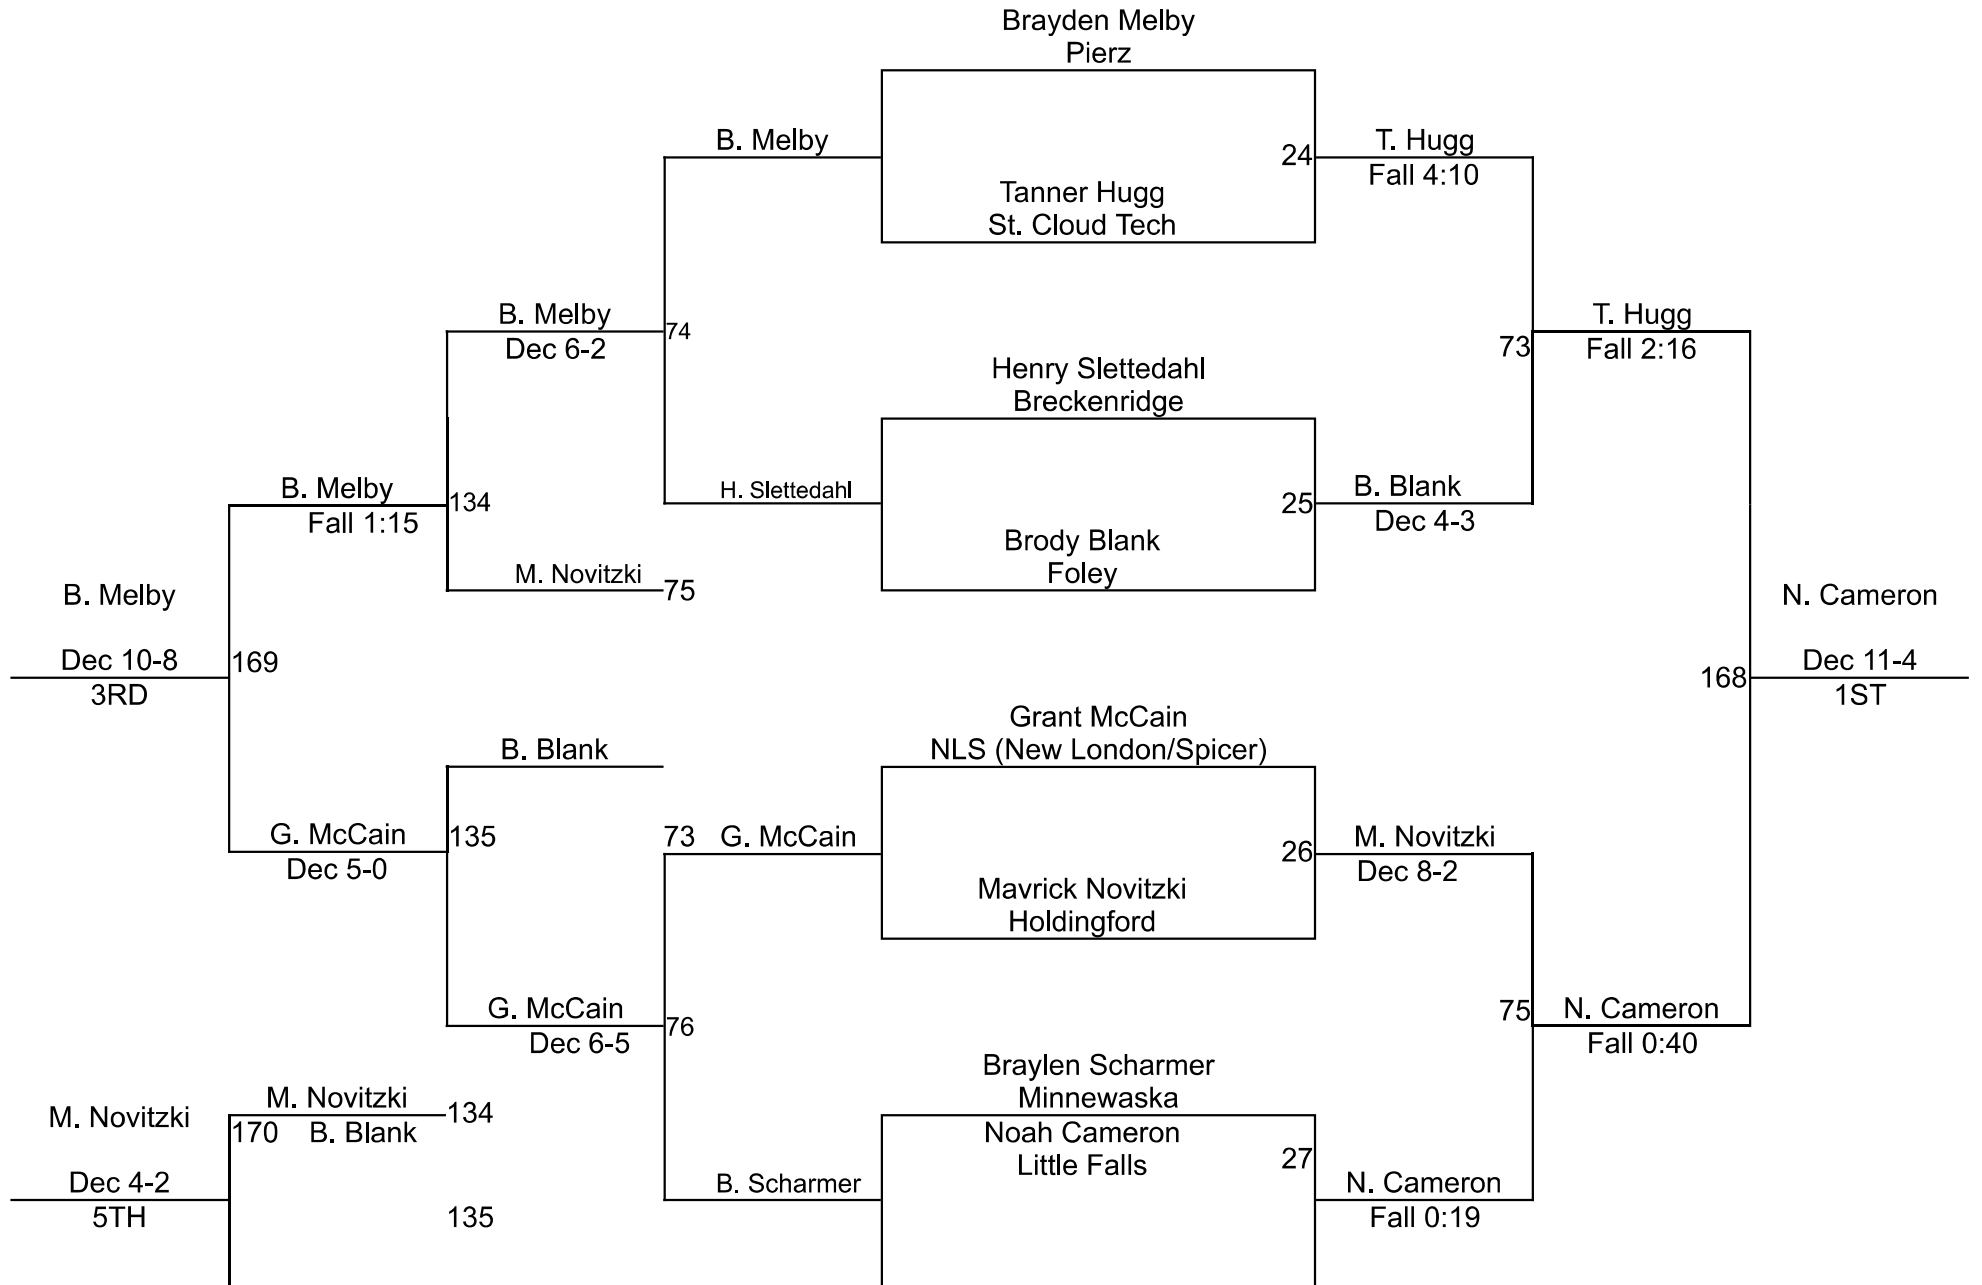 Brayden Melby
Pierz
B. Melby
24
T. Hugg
Fall 4:10
Tanner Hugg
St. Cloud Tech
B. Melby
Dec 6-2
74
73
T. Hugg
Fall 2:16
Henry Slettedahl
Breckenridge
B. Melby
Fall 1:15
134
H. Slettedahl
25
B. Blank
Dec 4-3
Brody Blank
Foley
M. Novitzki
75
B. Melby
Dec 10-8
3RD
169
N. Cameron
168
Dec 11-4
1ST
Grant McCain
NLS (New London/Spicer)
B. Blank
G. McCain
Dec 5-0
135
73
G. McCain
26
M. Novitzki
Dec 8-2
Mavrick Novitzki
Holdingford
G. McCain
Dec 6-5
76
75
N. Cameron
Fall 0:40
Braylen Scharmer
Minnewaska
Noah Cameron
Little Falls
27
M. Novitzki
134
M. Novitzki
170
B. Blank
Dec 4-2
5TH
135
B. Scharmer
N. Cameron
Fall 0:19